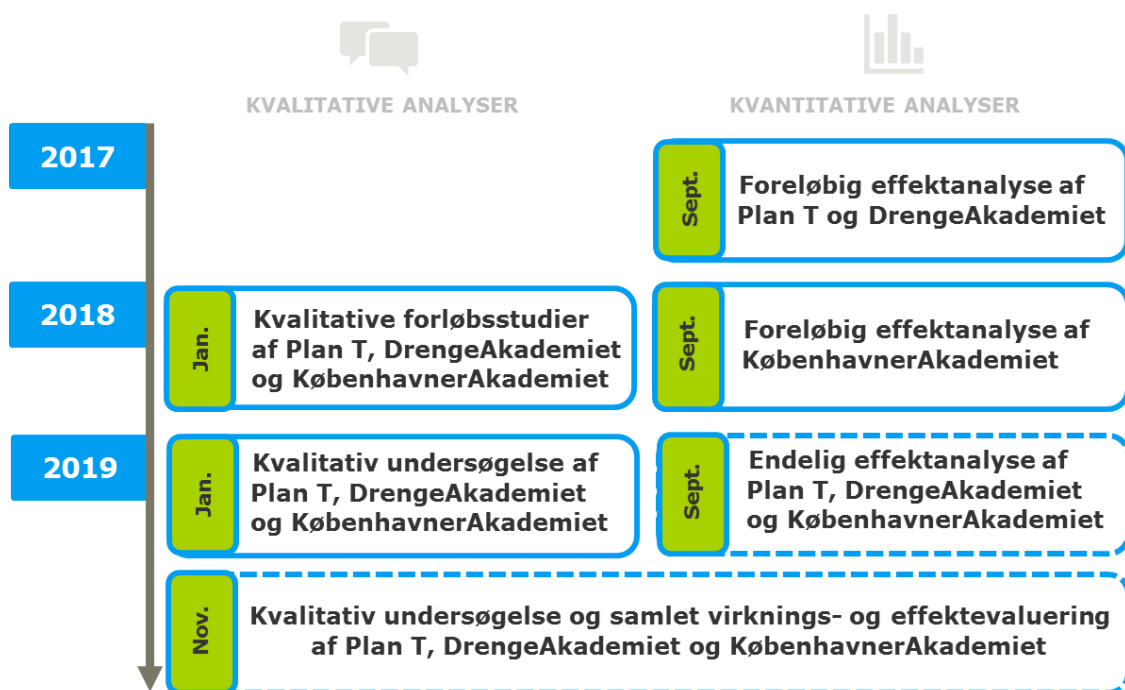 KVALITATIVE ANALYSER
KVANTITATIVE ANALYSER
2017
Sept.
Foreløbig effektanalyse af
Plan T og DrengeAkademiet
2018
Jan.
Kvalitative forløbsstudier
af Plan T, DrengeAkademiet
og KøbenhavnerAkademiet
Sept.
Foreløbig effektanalyse af
KøbenhavnerAkademiet
2019
Jan.
Kvalitativ undersøgelse af
Plan T, DrengeAkademiet
og KøbenhavnerAkademiet
Sept.
Endelig effektanalyse af
Plan T, DrengeAkademiet
og KøbenhavnerAkademiet
Nov.
Kvalitativ undersøgelse og samlet virknings- og effektevaluering
af Plan T, DrengeAkademiet og KøbenhavnerAkademiet